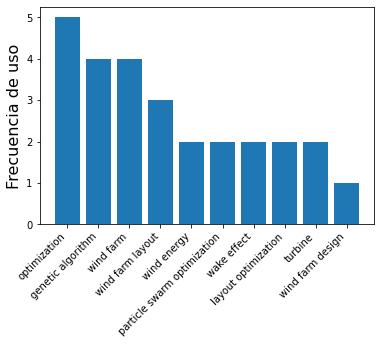 Frecuencia de uso
5
4
3
2
1
0
optimization
genetic algorithm
wind farm
wind farm layout
wind energy
particle swarm optimization
wake effect
layout optimization
turbine
wind farm design